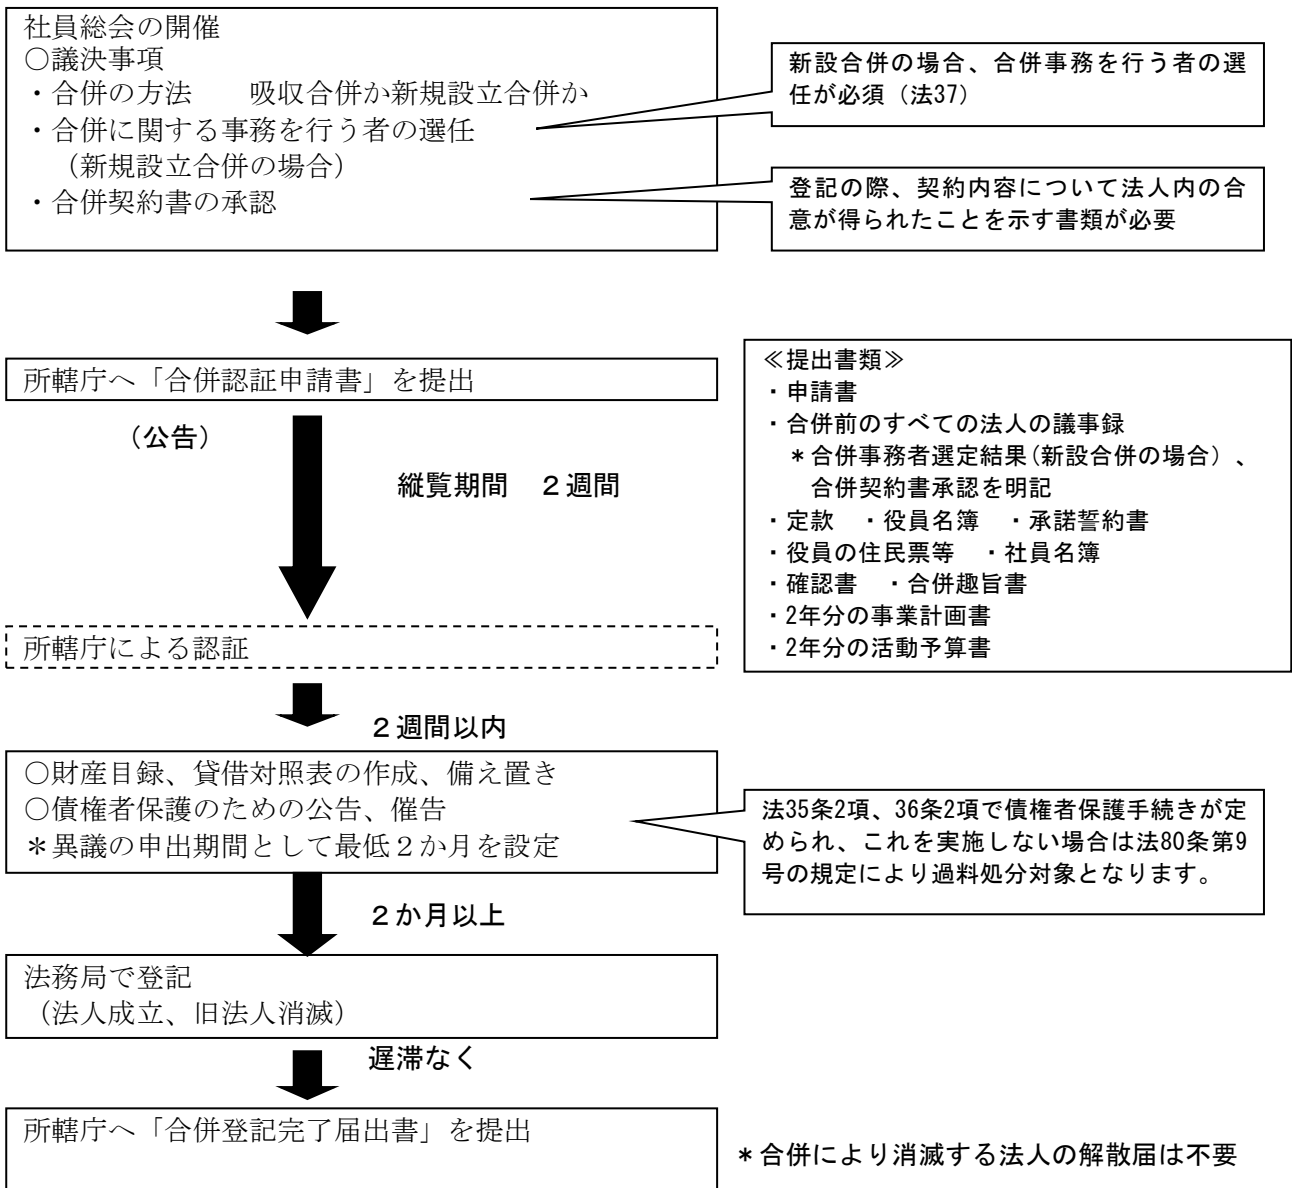 社員総会の開催
○議決事項
・合併の方法　　吸収合併か新規設立合併か
・合併に関する事務を行う者の選任
（新規設立合併の場合）
・合併契約書の承認
新設合併の場合、合併事務を行う者の選
任が必須（法37）
登記の際、契約内容について法人内の合
意が得られたことを示す書類が必要
所轄庁へ「合併認証申請書」を提出
（公告）
縦覧期間　２週間
≪提出書類≫
・申請書
・合併前のすべての法人の議事録
＊合併事務者選定結果（新設合併の場合）、
合併契約書承認を明記
・定款　・役員名簿　・承諾誓約書
・役員の住民票等　・社員名簿
・確認書　・合併趣旨書
・2年分の事業計画書
・2年分の活動予算書
所轄庁による認証
２週間以内
○財産目録、貸借対照表の作成、備え置き
○債権者保護のための公告、催告
＊異議の申出期間として最低２か月を設定
法35条2項、36条2項で債権者保護手続きが定
められ、これを実施しない場合は法80条第9
号の規定により過料処分対象となります。
２か月以上
法務局で登記
（法人成立、旧法人消滅）
遅滞なく
所轄庁へ「合併登記完了届出書」を提出
＊合併により消滅する法人の解散届は不要